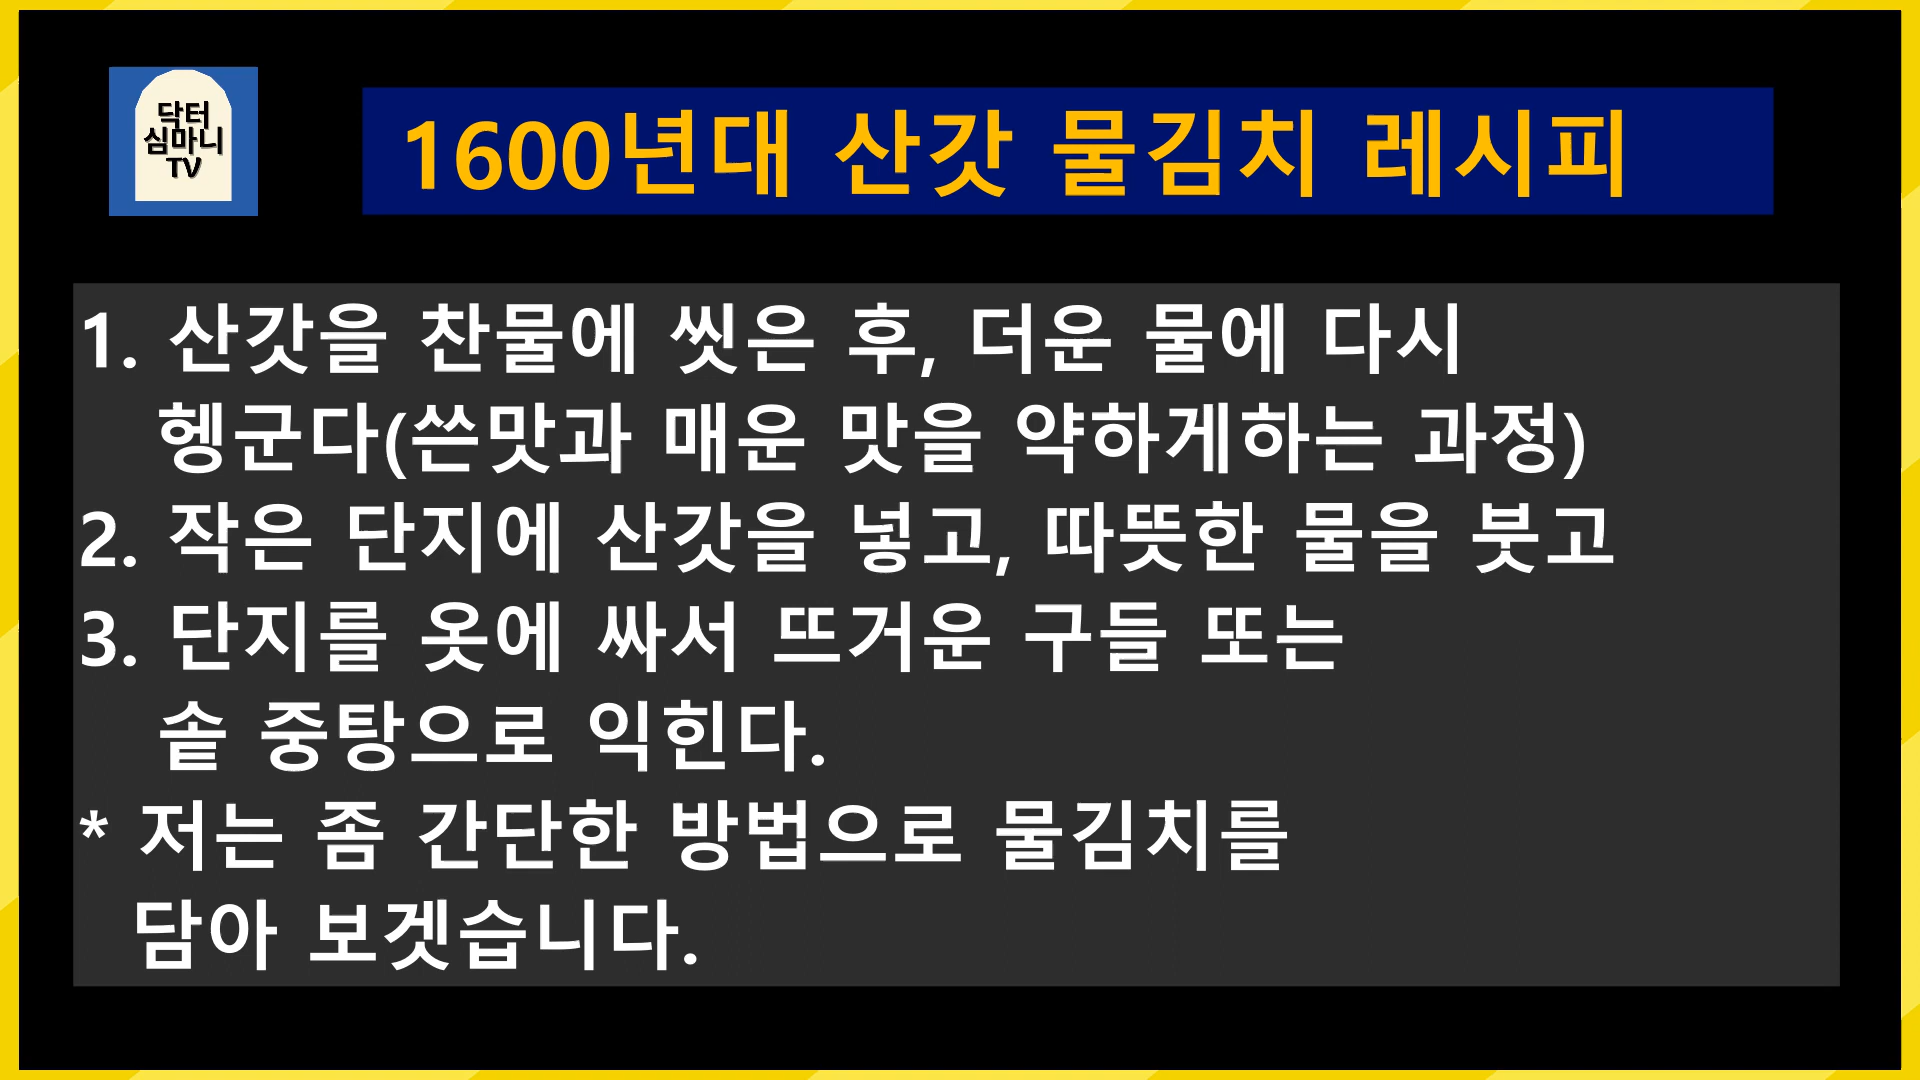 닥터
심마니
TV
1600년대 산갓 물김치 레시피
1. 산갓을 찬물에 씻은 후, 더운 물에 다시
헹군다(쓴맛과 매운 맛을 약하게하는 과정)
2. 작은 단지에 산갓을 넣고, 따뜻한 물을 붓고
3. 단지를 옷에 싸서 뜨거운 구들 또는
솥 중탕으로 익힌다.
* 저는 좀 간단한 방법으로 물김치를
담아 보겟습니다.